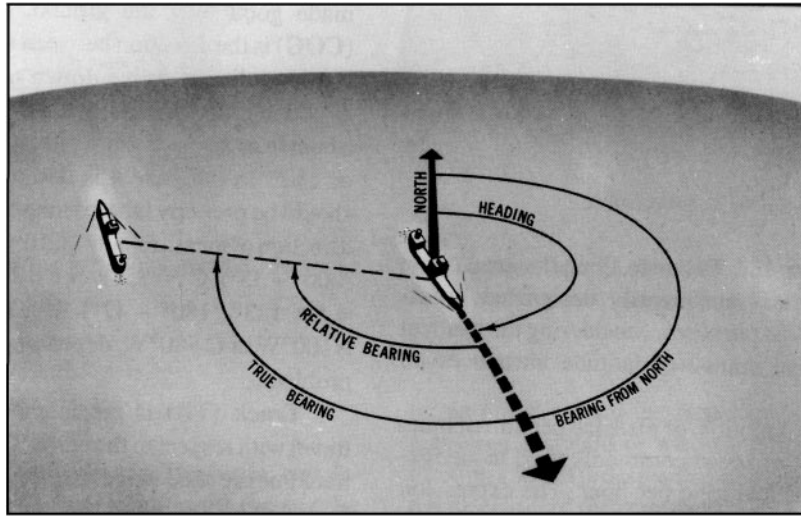 NORTH
HEADING
RELATIVE BEARING
TRUE BEARING
BEARING FROM NORTH